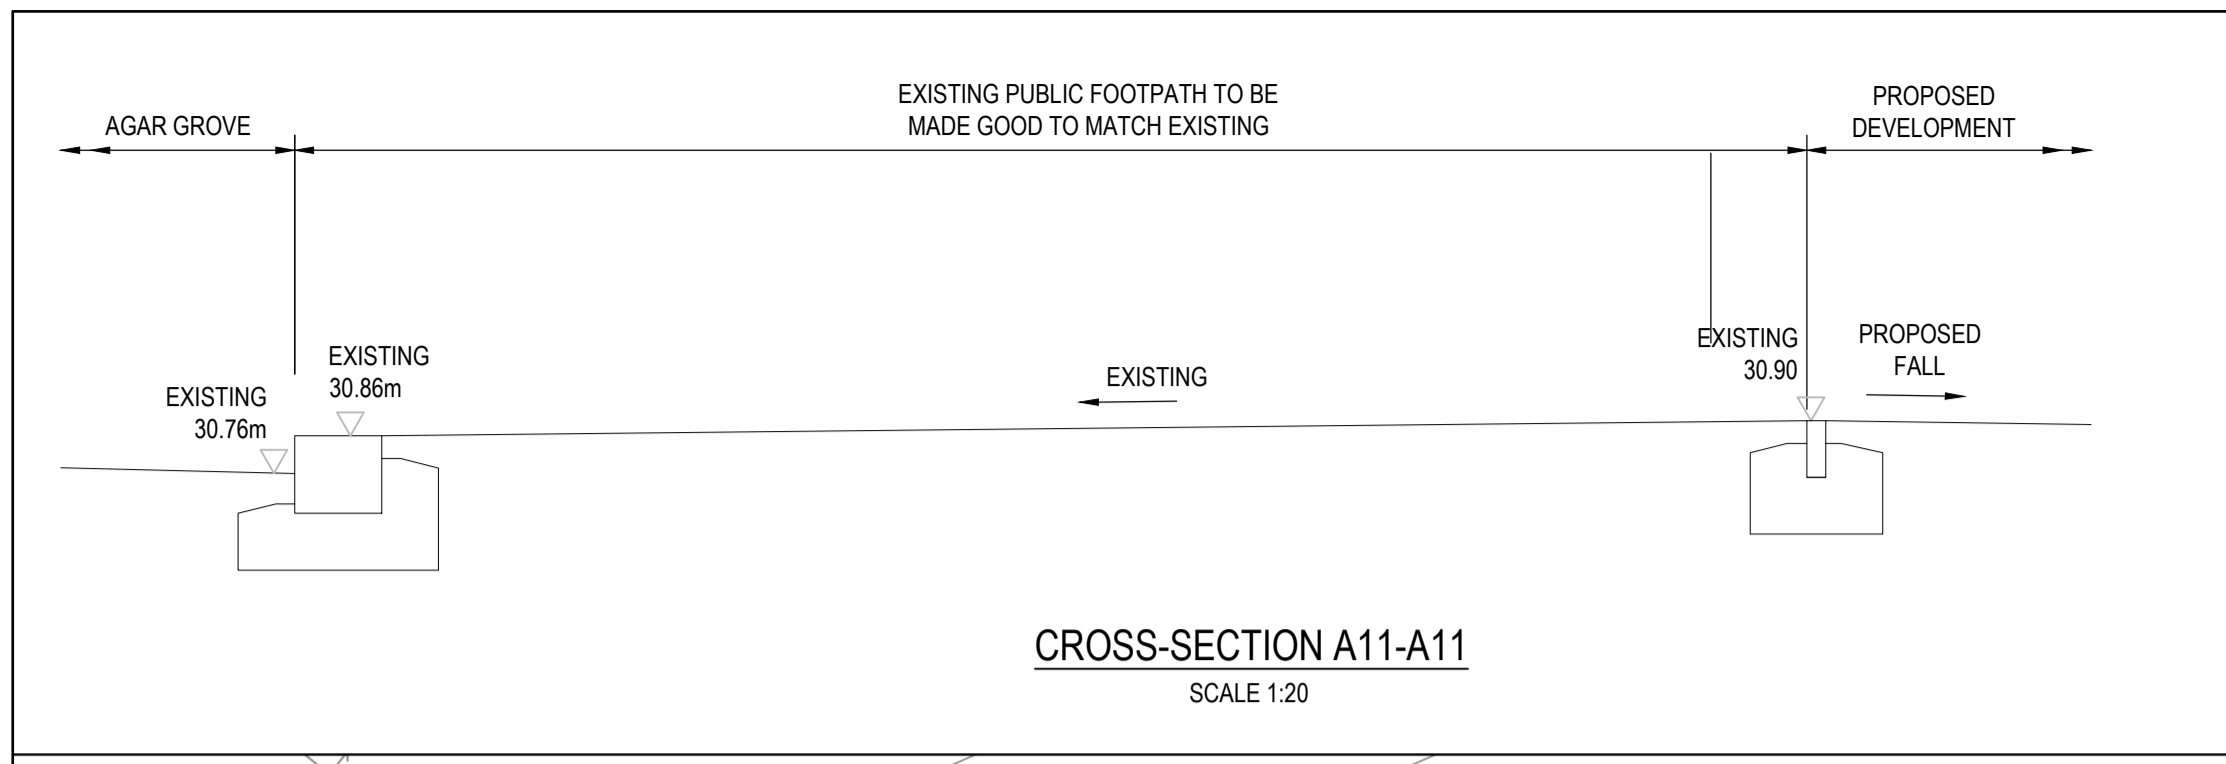 AGAR GROVE
EXISTING PUBLIC FOOTPATH TO BE
MADE GOOD TO MATCH EXISTING
PROPOSED
DEVELOPMENT
EXISTING
30.76m
EXISTING
30.86m
EXISTING
EXISTING
30.90
PROPOSED
FALL
CROSS-SECTION A11-A11
SCALE 1:20